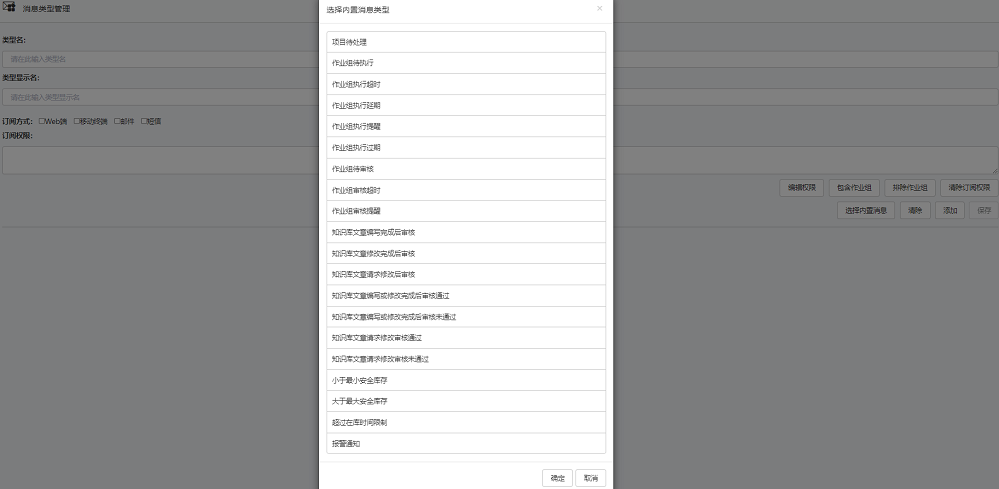 消息类型管理
选择内置消息类型
×
类型名:
请在此输入类型名
类型显示名:
请在此输入类型显示名
订阅方式: Web端 移动终端 邮件 短信
订阅权限:
编辑权限 包含作业组 排除作业组 清除订阅权限
选择内置消息 清除 添加 保存
项目待处理
作业组待执行
作业组执行超时
作业组执行延期
作业组执行提醒
作业组执行过期
作业组待审核
作业组审核超时
作业组审核提醒
知识库文章编写完成后审核
知识库文章修改完成后审核
知识库文章请求修改后审核
知识库文章编写或修改完成后审核通过
知识库文章编写或修改完成后审核未通过
知识库文章请求修改审核通过
知识库文章请求修改审核未通过
小于最小安全库存
大于最大安全库存
超过在库时间限制
报警通知
确定 取消